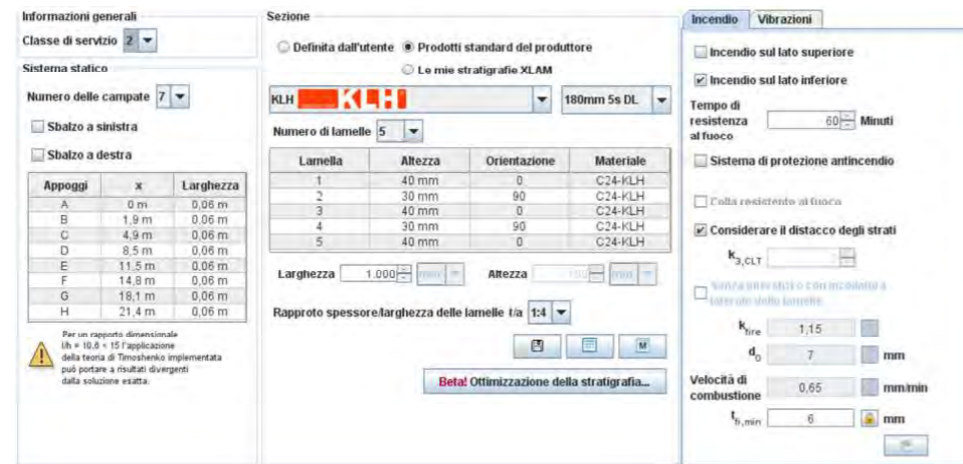 Informazioni generali
Classe di servizio 2
Sistema statico
Numero delle campate 7
Sbalzo a sinistra
Sbalzo a destra
Appoggi x Larghezza
A 0 m 0,06 m
B 1,9 m 0,06 m
C 4,9 m 0,06 m
D 8,5 m 0,06 m
E 11,5 m 0,06 m
F 14,8 m 0,06 m
G 18,1 m 0,06 m
H 21,4 m 0,06 m
Per un rapporto dimensionale
l/h = 10,6 < 15 l'applicazione
della teoria di Timoshenko implementata
può portare a risultati divergenti
dalla soluzione esatta.
Sezione
Definita dall'utente Prodotti standard del produttore
Le mie stratigrafie XLAM
KLH KLH 180mm 5s DL
Numero di lamelle 5
Lamella Altezza Orientazione Materiale
1 40 mm 0 C24-KLH
2 30 mm 90 C24-KLH
3 40 mm 0 C24-KLH
4 30 mm 90 C24-KLH
5 40 mm 0 C24-KLH
Larghezza 1.000 mm Altezza 180 mm
Rapproto spessore/larghezza delle lamelle t/a 1:4
M
Beta! Ottimizzazione della stratigrafia...
Incendio Vibrazioni
Incendio sul lato superiore
Incendio sul lato inferiore
Tempo di
resistenza 60 Minuti
al fuoco
Sistema di protezione antincendio
Colla resistente al fuoco
Considerare il distacco degli strati
k3,CLT 2
laterale delle lamelle
kfire 1,15
d0 7 mm
Velocità di
combustione 0,65 mm/min
tfi,min 6 mm